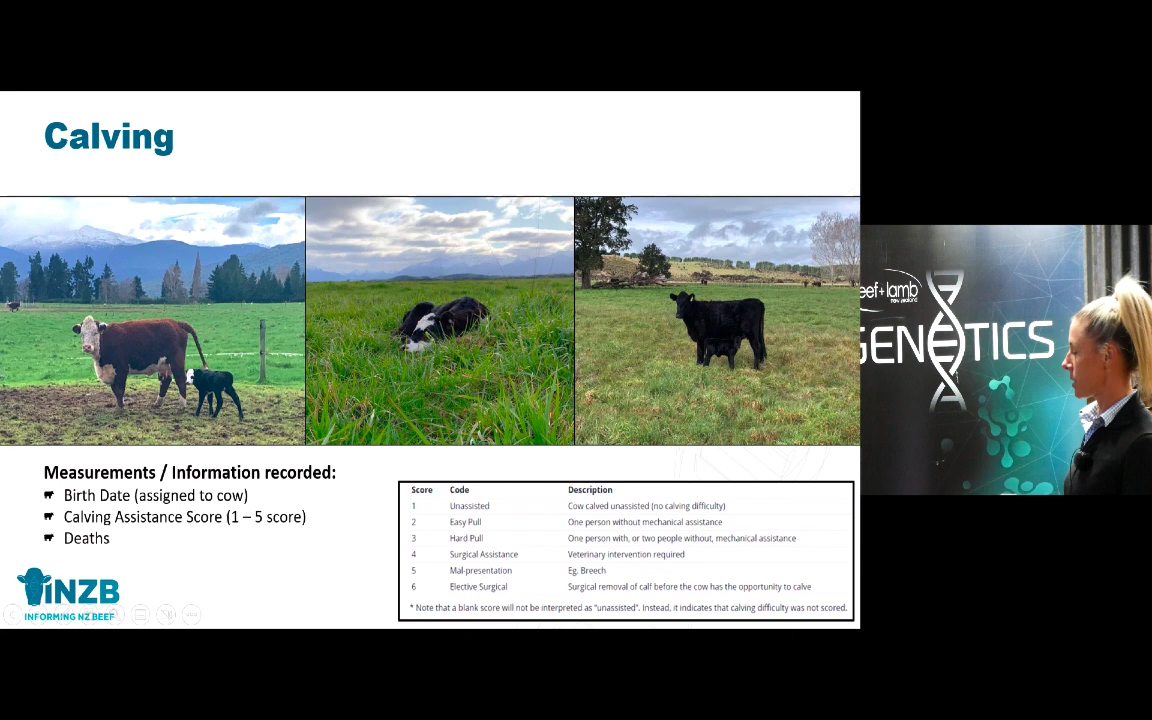 Calving
Measurements / Information recorded:
Birth Date (assigned to cow)
Calving Assistance Score (1 – 5 score)
Deaths
Score Code Description
1 Unassisted Cow calved unassisted (no calving difficulty)
2 Easy Pull One person without mechanical assistance
3 Hard Pull One person with, or two people without, mechanical assistance
4 Surgical Assistance Veterinary intervention required
5 Mal-presentation Eg. Breech
6 Elective Surgical Surgical removal of calf before the cow has the opportunity to calve
* Note that a blank score will not be interpreted as "unassisted". Instead, it indicates that calving difficulty was not scored.
INZB
INFORMING NZ BEEF
eef+lamb
new zealand
GENETICS